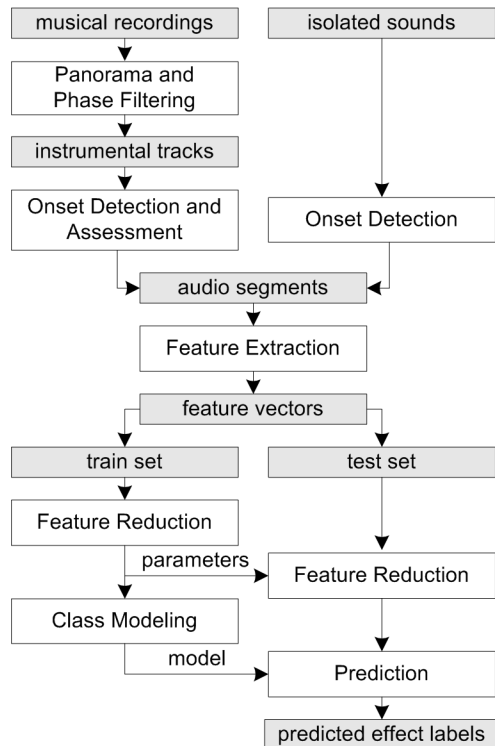 musical recordings
isolated sounds
Panorama and
Phase Filtering
instrumental tracks
Onset Detection and
Assessment
Onset Detection
audio segments
Feature Extraction
feature vectors
train set
test set
Feature Reduction
parameters
Feature Reduction
Class Modeling
model
Prediction
predicted effect labels